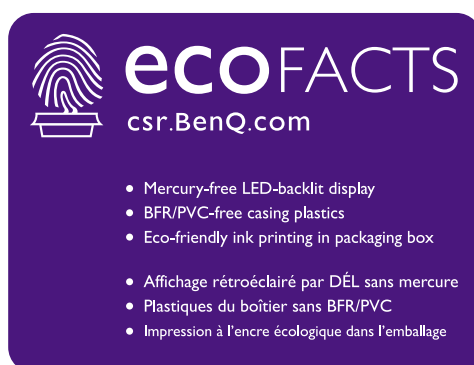 ecoFACTS
csr.BenQ.com
• Mercury-free LED-backlit display
• BFR/PVC-free casing plastics
• Eco-friendly ink printing in packaging box
• Affichage rétroéclairé par DÉL sans mercure
• Plastiques du boîtier sans BFR/PVC
• Impression à l'encre écologique dans l'emballage